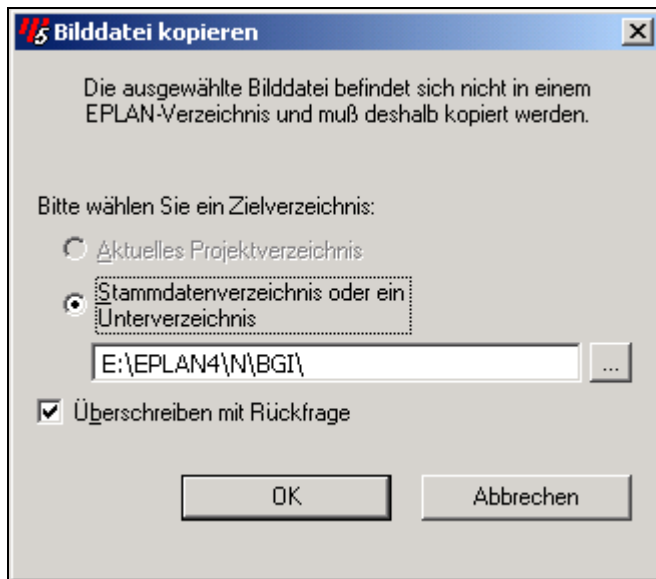 Bilddatei kopieren
Die ausgewählte Bilddatei befindet sich nicht in einem
EPLAN-Verzeichnis und muß deshalb kopiert werden.
Bitte wählen Sie ein Zielverzeichnis:
Aktuelles Projektverzeichnis
Stammdatenverzeichnis oder ein
Unterverzeichnis
E:\EPLAN4\N\BGI\
...
Überschreiben mit Rückfrage
OK
Abbrechen